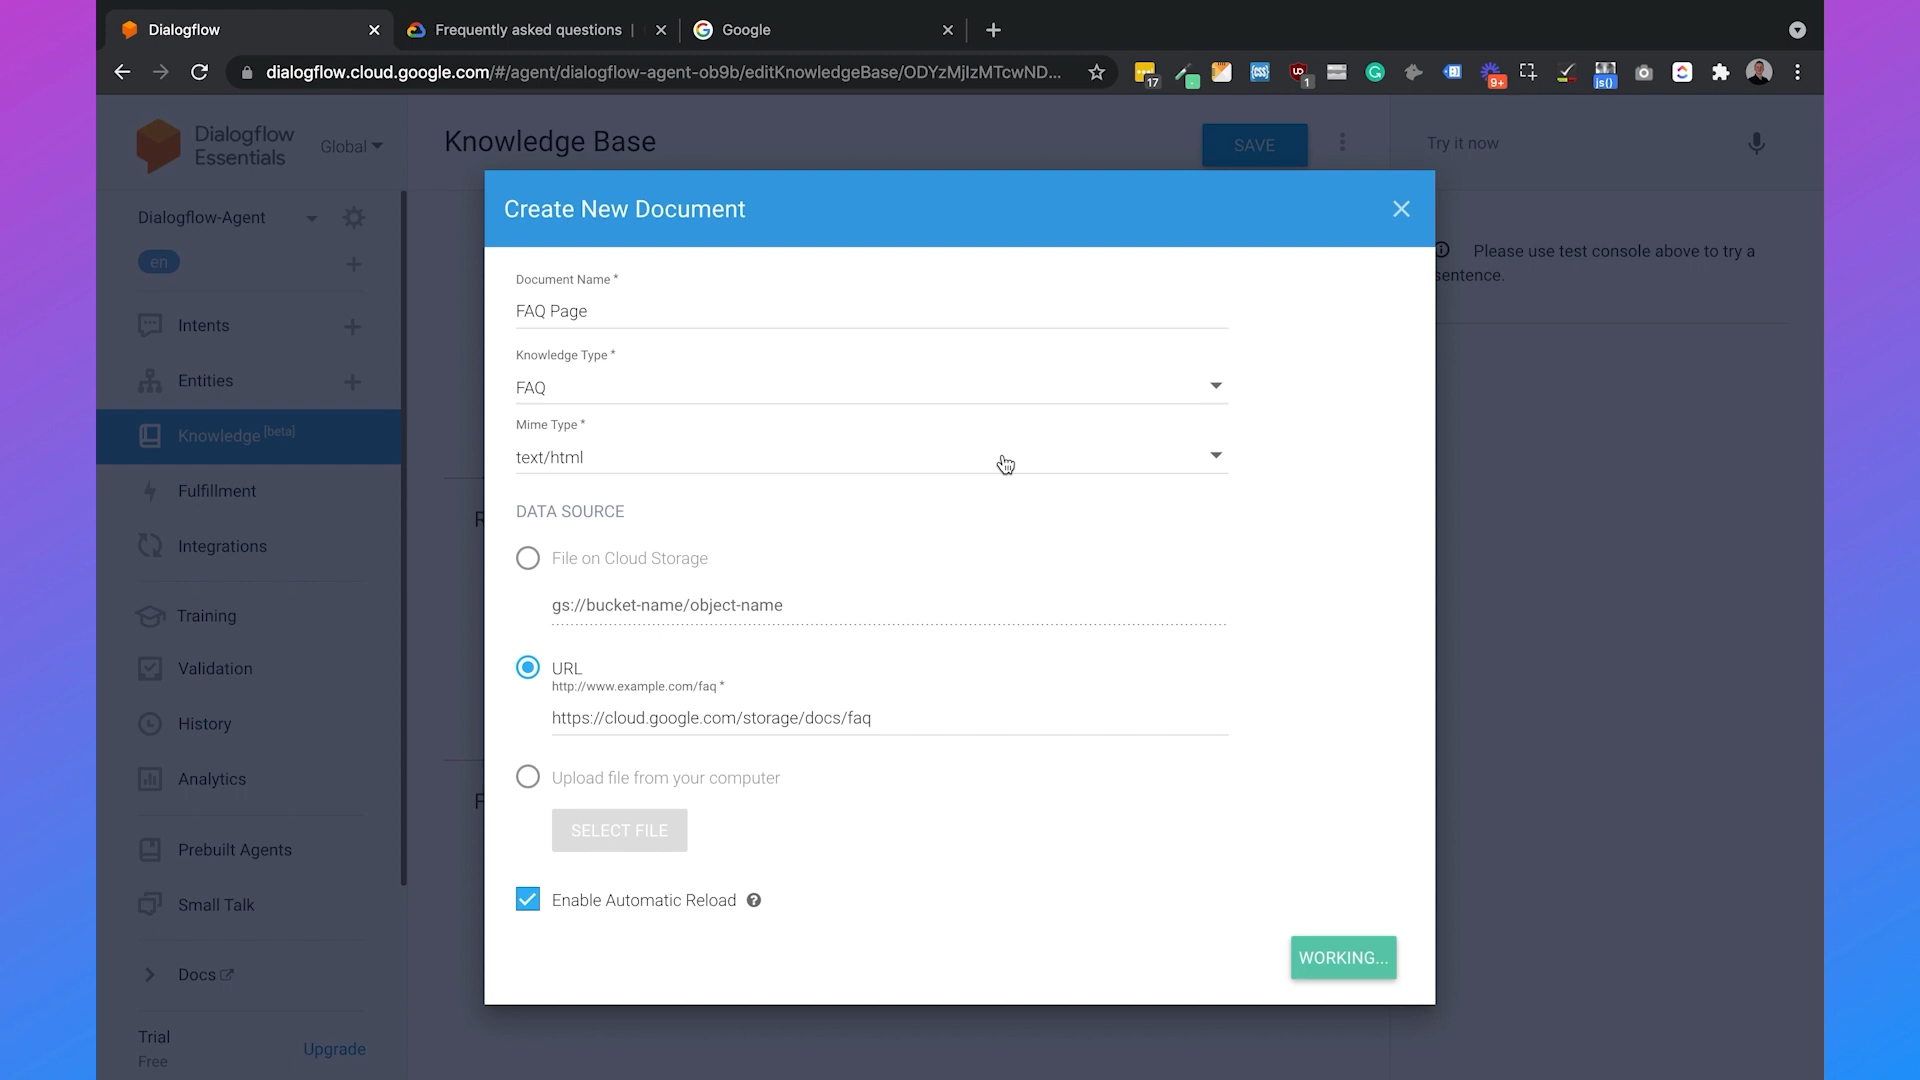 Dialogflow
Frequently asked questions |
Google
dialogflow.cloud.google.com/#/agent/dialogflow-agent-ob9b/editKnowledgeBase/ODYzMjIzMTcwND...
17
1
9+
js()
Dialogflow
Essentials
Global
Knowledge Base
SAVE
Try it now
Dialogflow-Agent
en
Create New Document
Please use test console above to try a
sentence.
Document Name *
FAQ Page
Knowledge Type *
FAQ
Mime Type *
text/html
DATA SOURCE
File on Cloud Storage
gs://bucket-name/object-name
URL
http://www.example.com/faq *
https://cloud.google.com/storage/docs/faq
Upload file from your computer
SELECT FILE
Enable Automatic Reload
WORKING...
Intents
Entities
Knowledge [beta]
Fulfillment
Integrations
Training
Validation
History
Analytics
Prebuilt Agents
Small Talk
Docs
Trial
Free
Upgrade